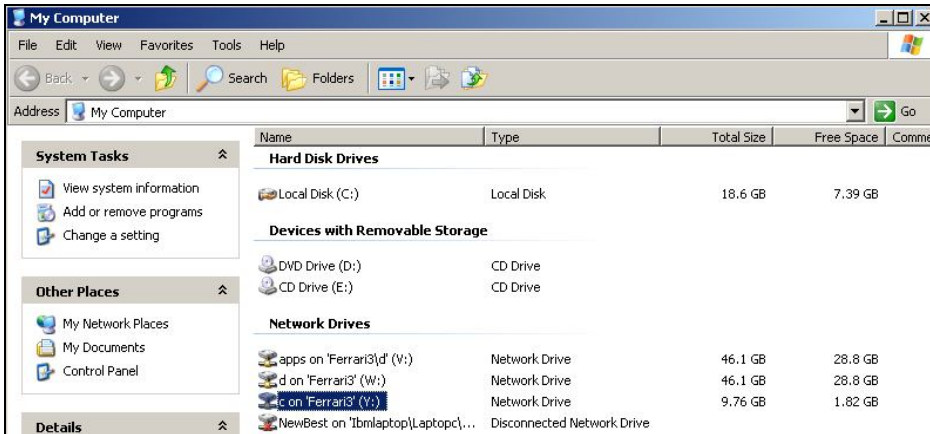 My Computer
File Edit View Favorites Tools Help
Back Search Folders
Address My Computer Go
Name Type Total Size Free Space Comme
System Tasks
View system information
Add or remove programs
Change a setting
Other Places
My Network Places
My Documents
Control Panel
Details
Hard Disk Drives
Local Disk (C:) Local Disk 18.6 GB 7.39 GB
Devices with Removable Storage
DVD Drive (D:) CD Drive
CD Drive (E:) CD Drive
Network Drives
apps on 'Ferrari3\d' (V:) Network Drive 46.1 GB 28.8 GB
d on 'Ferrari3' (W:) Network Drive 46.1 GB 28.8 GB
c on 'Ferrari3' (Y:) Network Drive 9.76 GB 1.82 GB
NewBest on 'Ibmlaptop\Laptopc\... Disconnected Network Drive